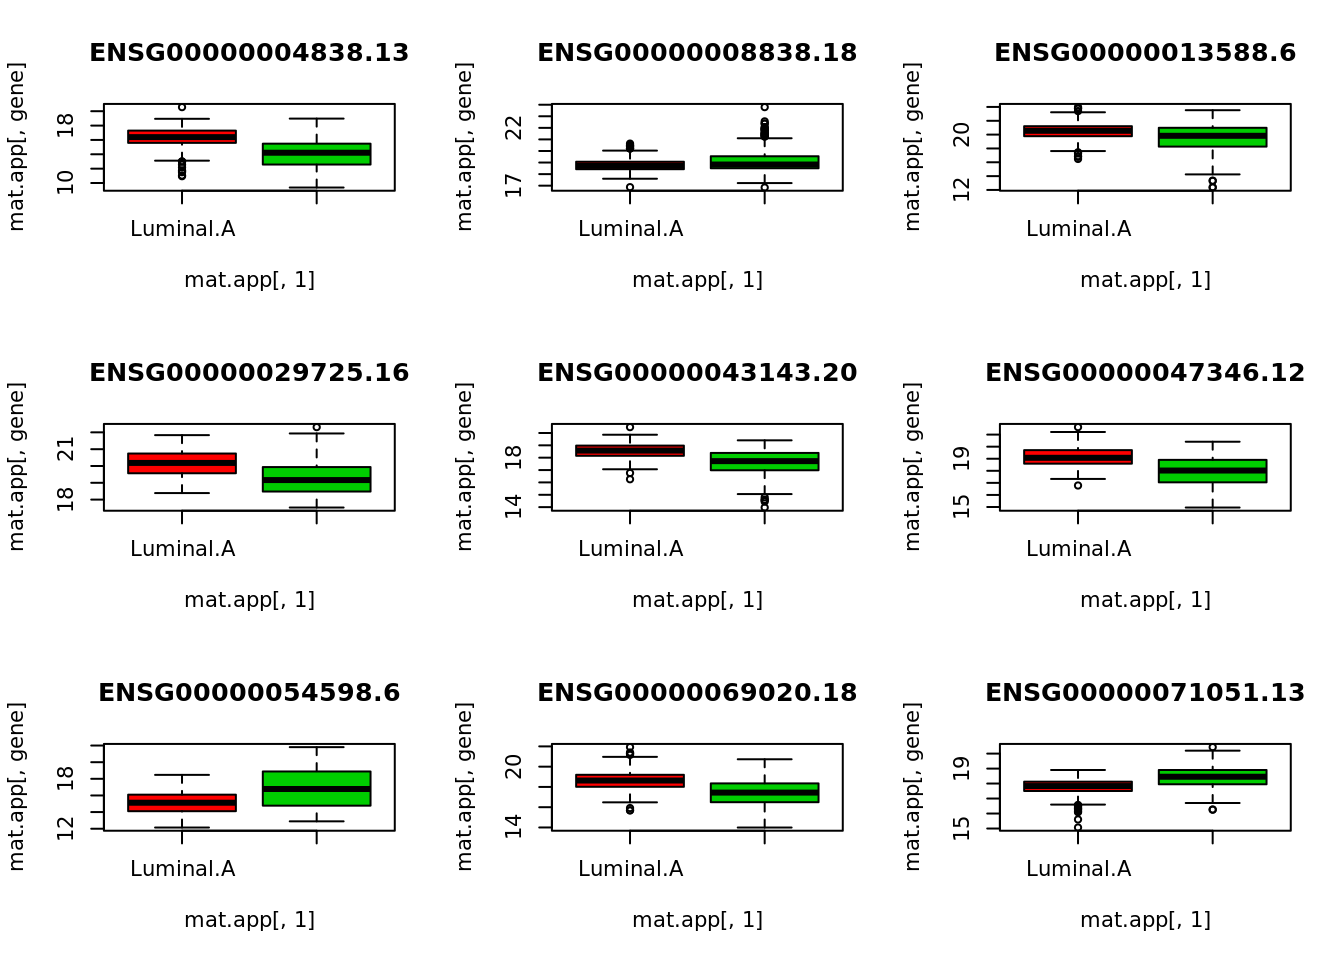 ENSG00000004838.13
mat.app[, gene]
18
10
Luminal.A
mat.app[, 1]
ENSG00000008838.18
mat.app[, gene]
22
17
Luminal.A
mat.app[, 1]
ENSG00000013588.6
mat.app[, gene]
20
12
Luminal.A
mat.app[, 1]
ENSG00000029725.16
mat.app[, gene]
21
18
Luminal.A
mat.app[, 1]
ENSG00000043143.20
mat.app[, gene]
18
14
Luminal.A
mat.app[, 1]
ENSG00000047346.12
mat.app[, gene]
19
15
Luminal.A
mat.app[, 1]
ENSG00000054598.6
mat.app[, gene]
18
12
Luminal.A
mat.app[, 1]
ENSG00000069020.18
mat.app[, gene]
20
14
Luminal.A
mat.app[, 1]
ENSG00000071051.13
mat.app[, gene]
19
15
Luminal.A
mat.app[, 1]